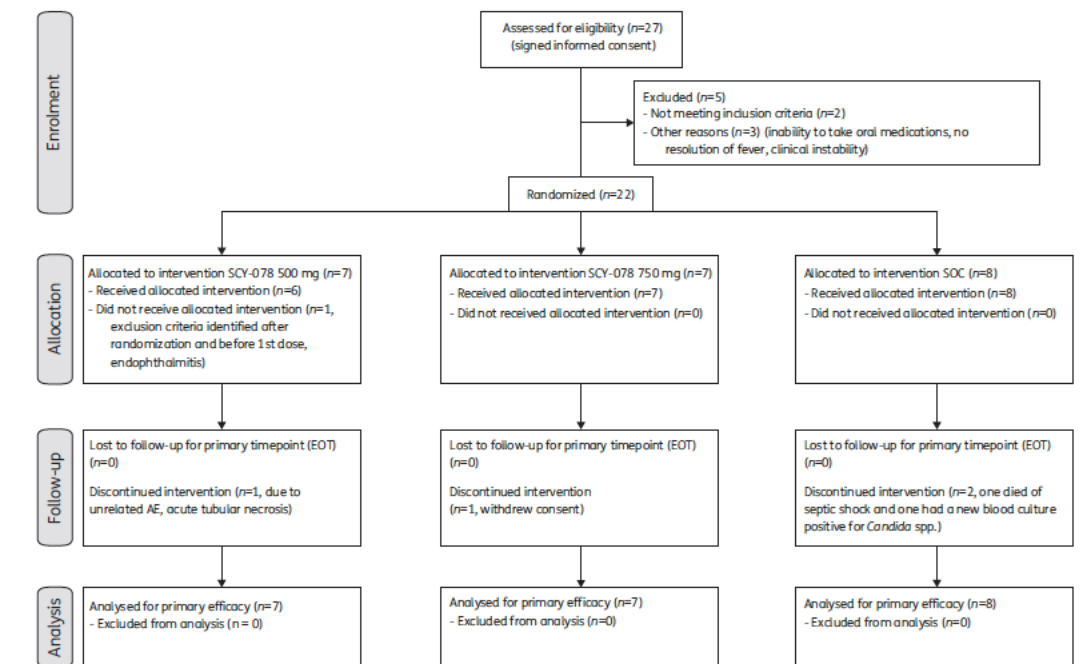 Enrolment
Assessed for eligibility (n=27)
(signed informed consent)
Excluded (n=5)
- Not meeting inclusion criteria (n=2)
- Other reasons (n=3) (inability to take oral medications, no
resolution of fever, clinical instability)
Randomized (n=22)
Allocation
Allocated to intervention SCY-078 500 mg (n=7)
- Received allocated intervention (n=6)
- Did not receive allocated intervention (n=1,
exclusion criteria identified after
randomization and before 1st dose,
endophthalmitis)
Allocated to intervention SCY-078 750 mg (n=7)
- Received allocated intervention (n=7)
- Did not received allocated intervention (n=0)
Allocated to intervention SOC (n=8)
- Received allocated intervention (n=8)
- Did not received allocated intervention (n=0)
Follow-up
Lost to follow-up for primary timepoint (EOT)
(n=0)
Discontinued intervention (n=1, due to
unrelated AE, acute tubular necrosis)
Lost to follow-up for primary timepoint (EOT)
(n=0)
Discontinued intervention
(n=1, withdrew consent)
Lost to follow-up for primary timepoint (EOT)
(n=0)
Discontinued intervention (n=2, one died of
septic shock and one had a new blood culture
positive for Candida spp.)
Analysis
Analysed for primary efficacy (n=7)
- Excluded from analysis (n = 0)
Analysed for primary efficacy (n=7)
- Excluded from analysis (n=0)
Analysed for primary efficacy (n=8)
- Excluded from analysis (n=0)